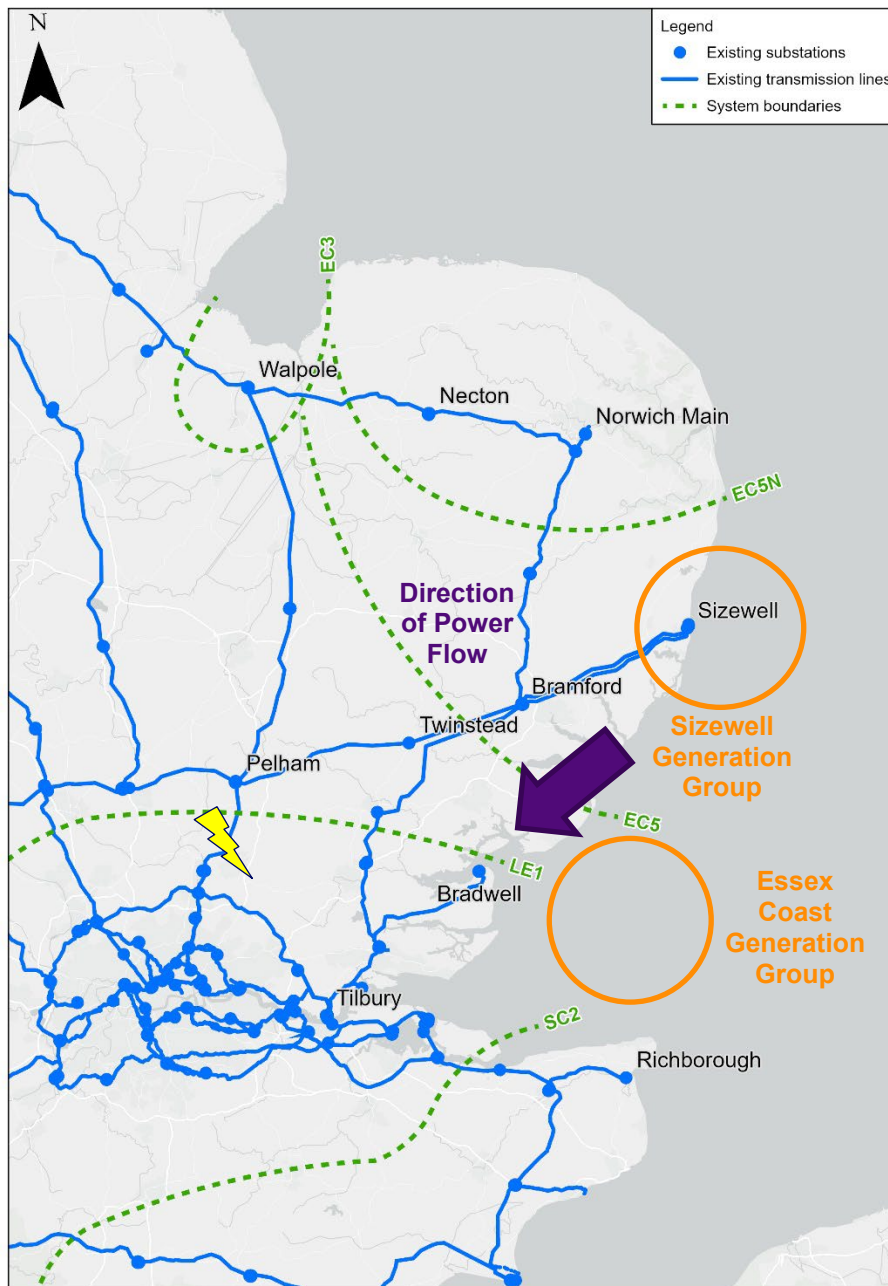 N
Legend
Existing substations
Existing transmission lines
System boundaries
EC3
Walpole
Necton
Norwich Main
EC5N
Direction
of Power
Flow
Sizewell
Bramford
Sizewell
Generation
Group
Twinstead
Pelham
EC5
LE1
Bradwell
Essex
Coast
Generation
Group
Tilbury
SC2
Richborough